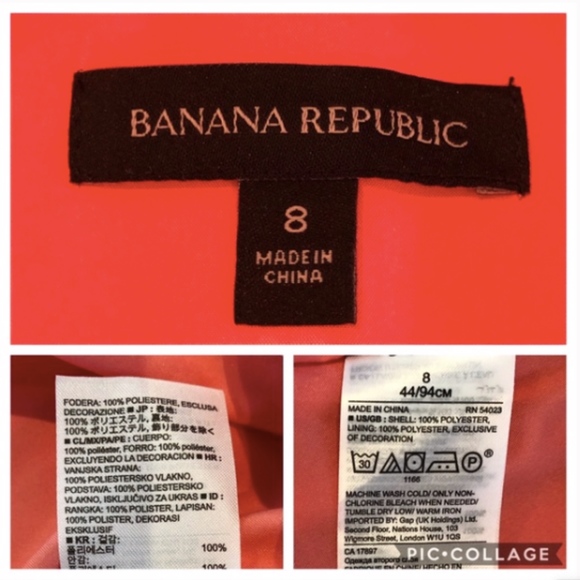 BANANA REPUBLIC
8
MADE IN
CHINA
FODERA: 100% POLIESTERE, ESCLUSA
DECORAZIONE ■ JP : 表地:
100% ポリエステル, 裏地:
100% ポリエステル, 飾り部分を除く
■ CL/MX/PA/PE : CUERPO:
100% poliéster, FORRO: 100% poliéster,
EXCLUYENDO LA DECORACION ■ HR :
VANJSKA STRANA:
100% POLIESTERSKO VLAKNO,
PODSTAVA: 100% POLIESTERSKO
VLAKNO, ISKLJUČIVO ZA UKRAS ■ ID :
RANGKA: 100% POLISTER, LAPISAN:
100% POLISTER, DEKORASI
EKSKLUSIF
■ KR : 겉감:
폴리에스터 100%
안감:
100%
8
44/94CM
MADE IN CHINA RN 54023
■ US/GB : SHELL: 100% POLYESTER,
LINING: 100% POLYESTER, EXCLUSIVE
OF DECORATION
30 P ®
1166
MACHINE WASH COLD/ ONLY NON-
CHLORINE BLEACH WHEN NEEDED/
TUMBLE DRY LOW/ WARM IRON
IMPORTED BY: Gap (UK Holdings) Ltd.
Second Floor, Nations House, 103
Wigmore Street, London W1U 1QS
CA 17897
Одежда второго
PIC•COLLAGE